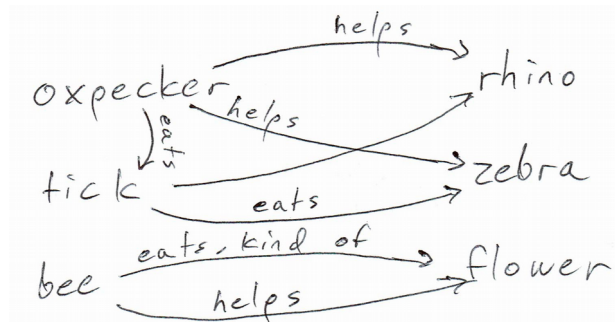 helps
rhino
oxpecker
helps
eats
zebra
tick
eats
eats, kind of
flower
bee
helps